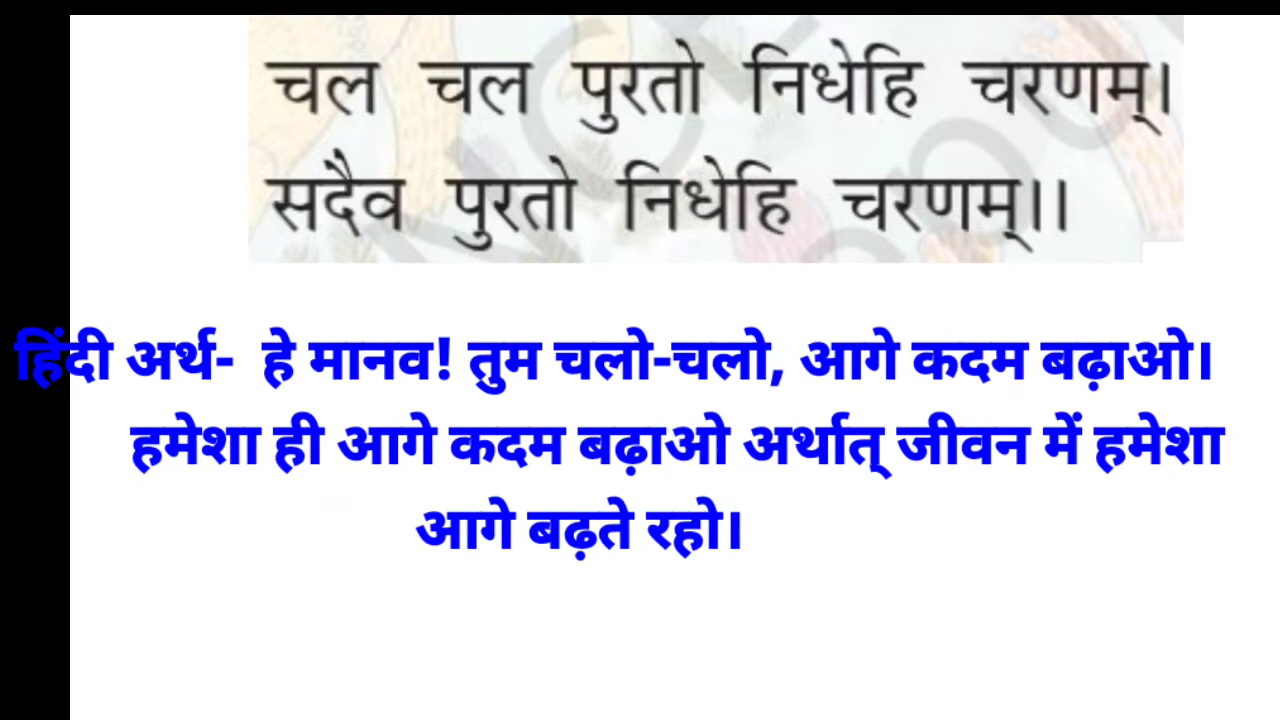 चल चल पुरतो निधेहि चरणम्।
सदैव पुरतो निधेहि चरणम्।।
हिंदी अर्थ- हे मानव! तुम चलो-चलो, आगे कदम बढ़ाओ।
हमेशा ही आगे कदम बढ़ाओ अर्थात् जीवन में हमेशा
आगे बढ़ते रहो।